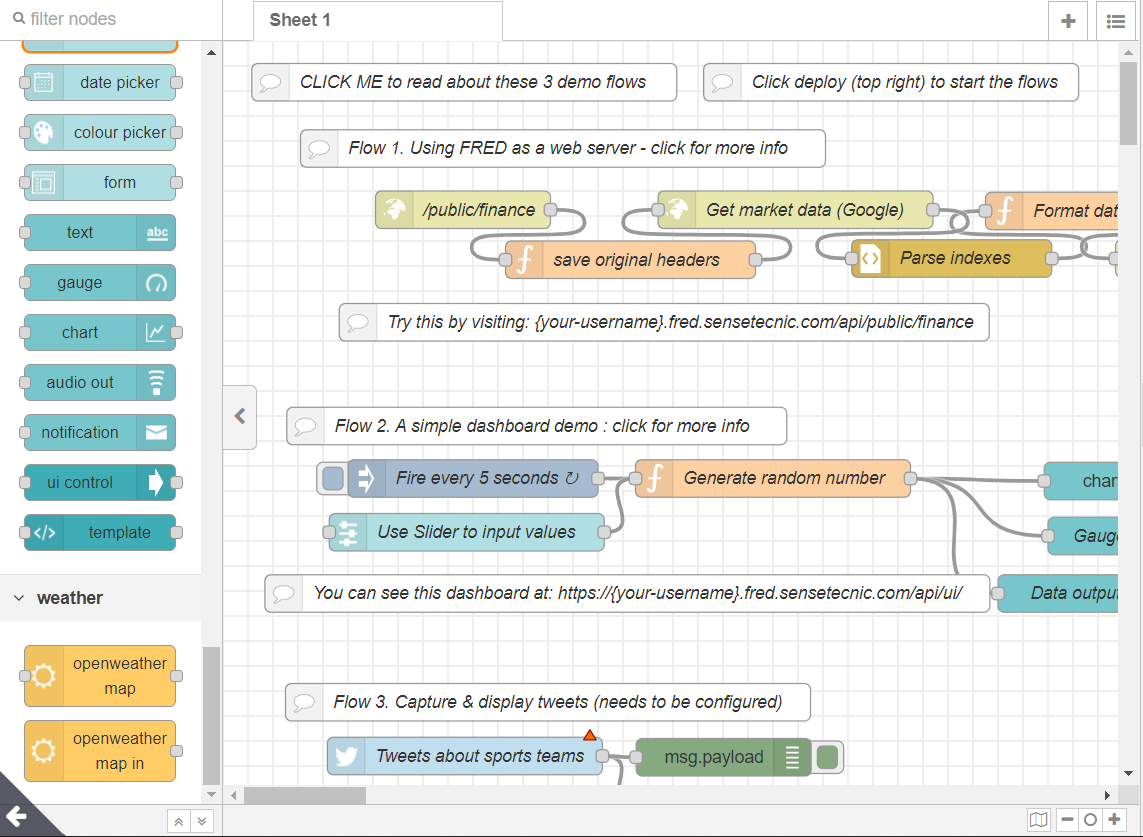 filter nodes
Sheet 1
date picker
colour picker
form
text
abc
gauge
chart
audio out
notification
ui control
template
weather
openweather
map
openweather
map in
CLICK ME to read about these 3 demo flows
Click deploy (top right) to start the flows
Flow 1. Using FRED as a web server - click for more info
/public/finance
Get market data (Google)
Format dat
save original headers
Parse indexes
Try this by visiting: {your-username}.fred.sensetecnic.com/api/public/finance
Flow 2. A simple dashboard demo : click for more info
Fire every 5 seconds ↻
Generate random number
char
Use Slider to input values
Gauge
You can see this dashboard at: https://{your-username}.fred.sensetecnic.com/api/ui/
Data output
Flow 3. Capture & display tweets (needs to be configured)
Tweets about sports teams
msg.payload